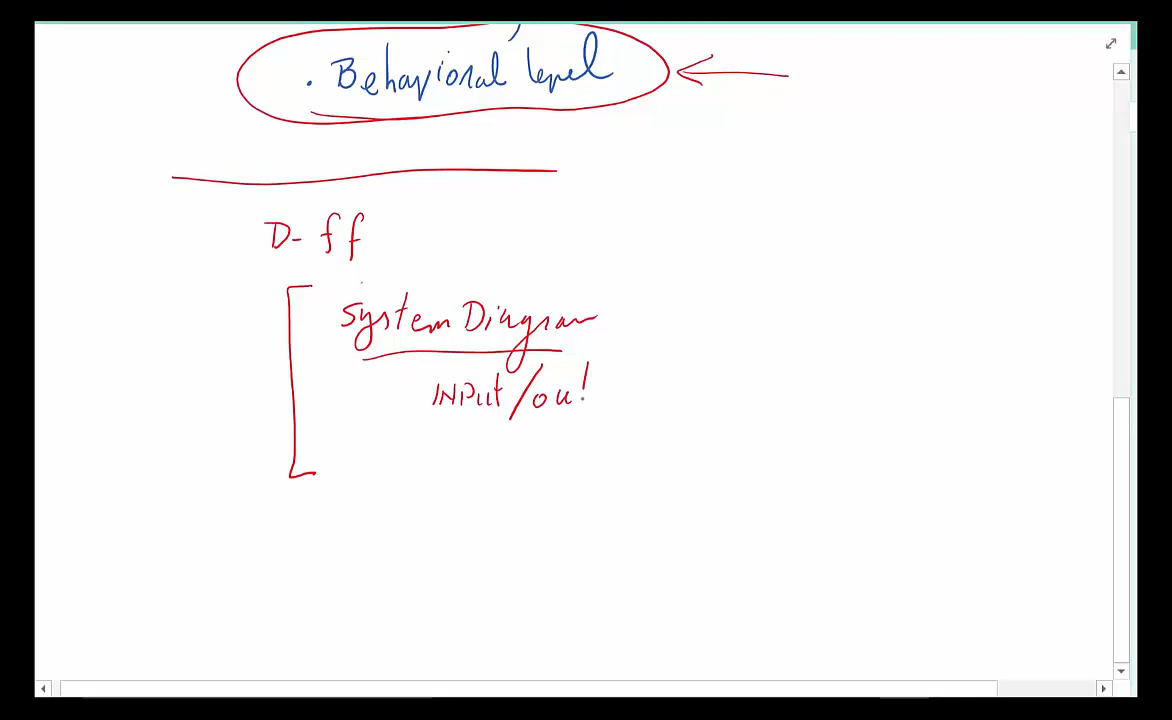 . Behavioral level
D- ff
System Diagram
INPut/ou